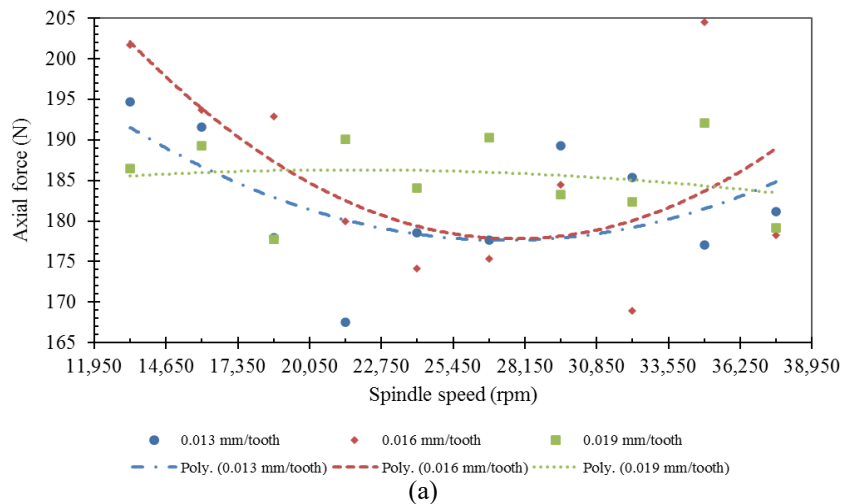 205
200
195
190
185
180
175
170
165
Axial force (N)
11,950 14,650 17,350 20,050 22,750 25,450 28,150 30,850 33,550 36,250 38,950
Spindle speed (rpm)
0.013 mm/tooth 0.016 mm/tooth 0.019 mm/tooth
Poly. (0.013 mm/tooth) Poly. (0.016 mm/tooth) Poly. (0.019 mm/tooth)
(a)